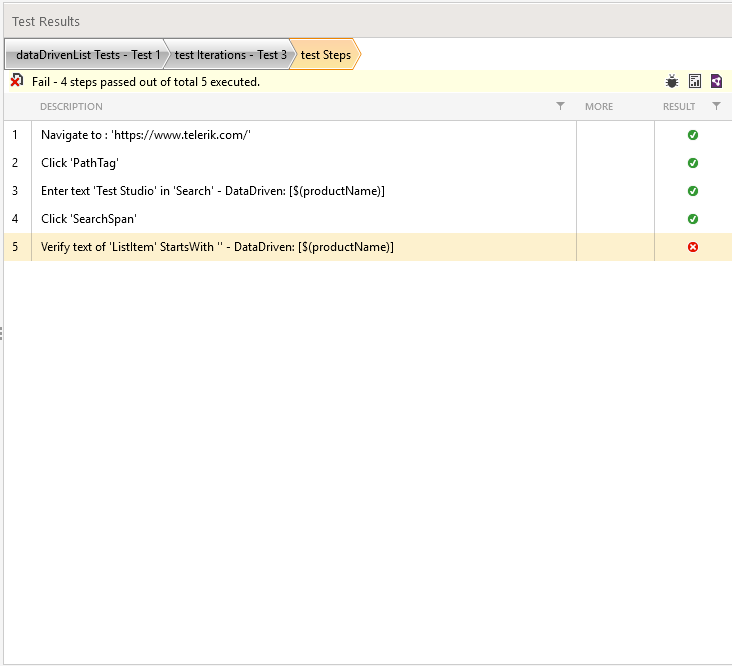 Test Results
dataDrivenList Tests - Test 1 test Iterations - Test 3 test Steps
Fail - 4 steps passed out of total 5 executed.
DESCRIPTION MORE RESULT
1 Navigate to : 'https://www.telerik.com/'
2 Click 'PathTag'
3 Enter text 'Test Studio' in 'Search' - DataDriven: [$(productName)]
4 Click 'SearchSpan'
5 Verify text of 'ListItem' StartsWith '' - DataDriven: [$(productName)]